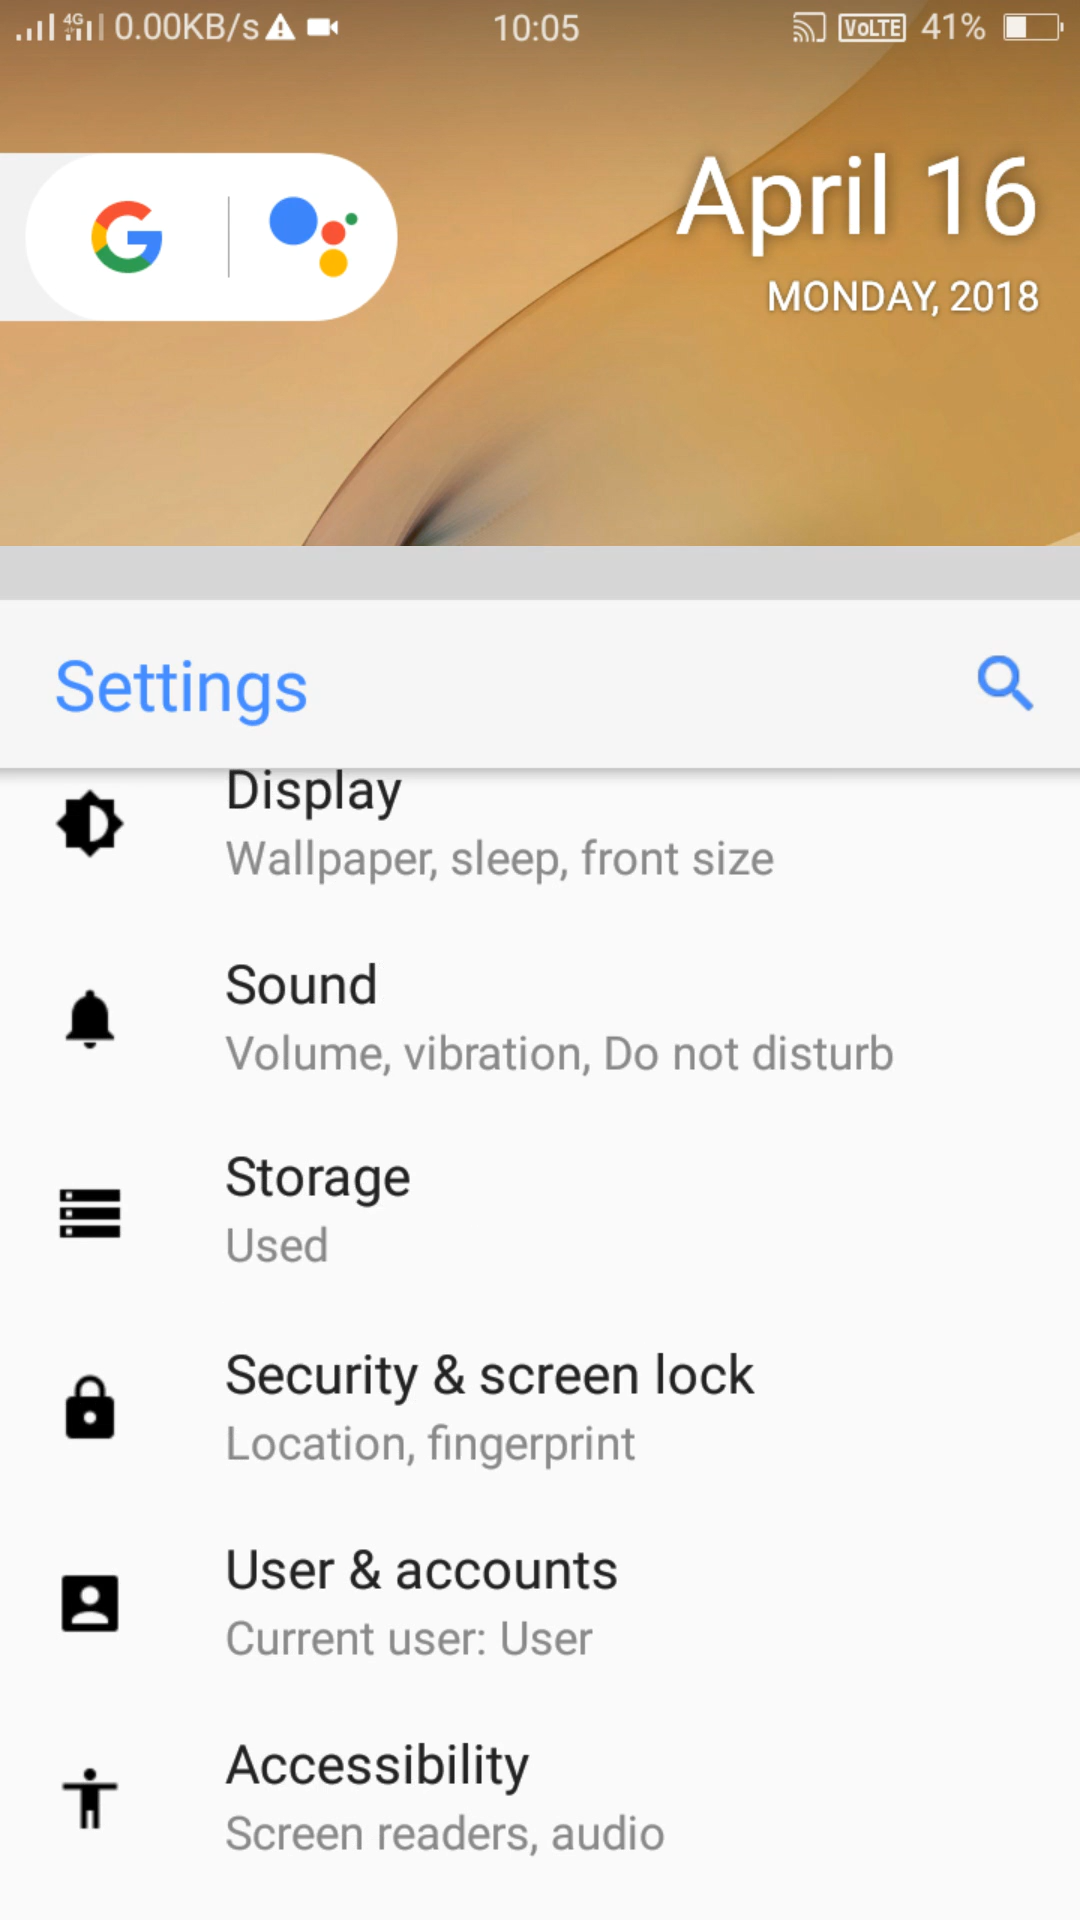 4G 0.00KB/s 10:05 VoLTE 41%
G
April 16
MONDAY, 2018
Settings
Display
Wallpaper, sleep, front size
Sound
Volume, vibration, Do not disturb
Storage
Used
Security & screen lock
Location, fingerprint
User & accounts
Current user: User
Accessibility
Screen readers, audio